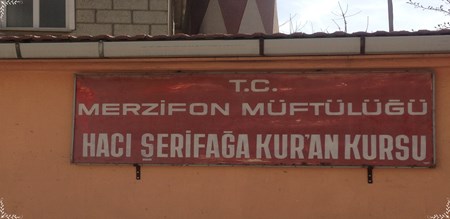 T.C.
MERZİFON MÜFTÜLÜĞÜ
HACI ŞERİFAĞA KUR'AN KURSU